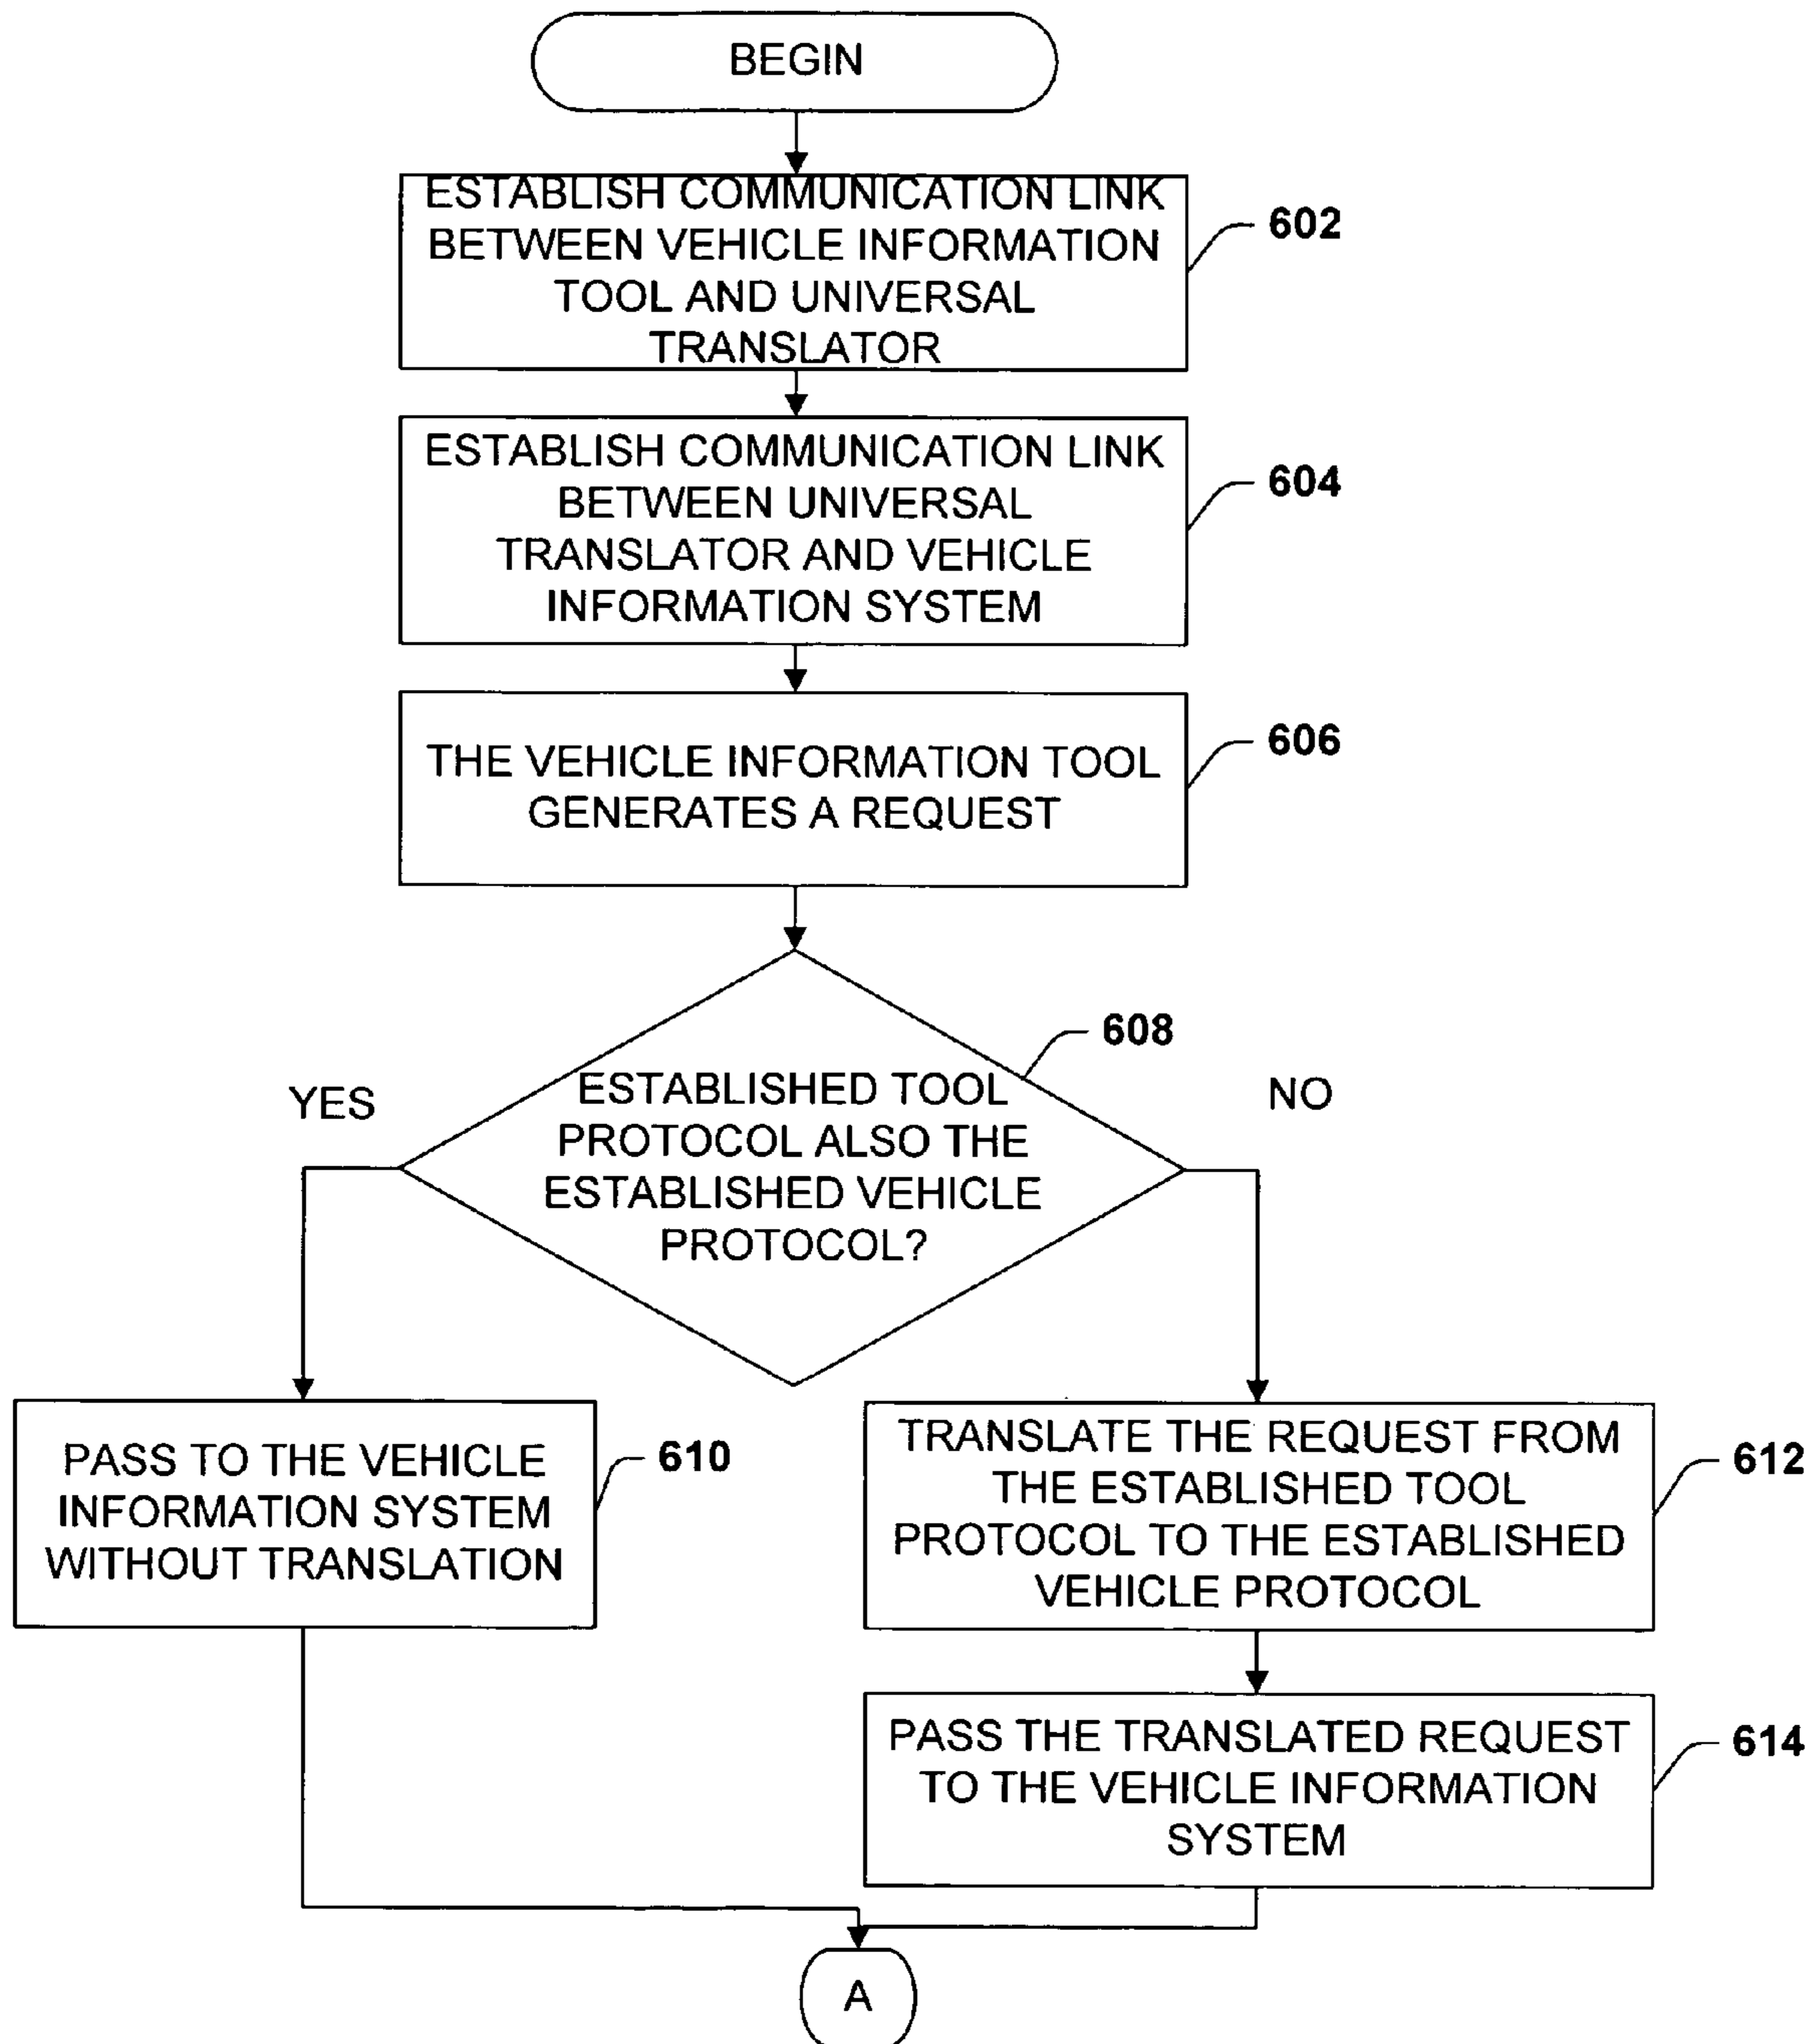 BEGIN
ESTABLISH COMMUNICATION LINK
BETWEEN VEHICLE INFORMATION
TOOL AND UNIVERSAL
TRANSLATOR
602
ESTABLISH COMMUNICATION LINK
BETWEEN UNIVERSAL
TRANSLATOR AND VEHICLE
INFORMATION SYSTEM
604
THE VEHICLE INFORMATION TOOL
GENERATES A REQUEST
606
608
ESTABLISHED TOOL
PROTOCOL ALSO THE
ESTABLISHED VEHICLE
PROTOCOL?
YES
NO
PASS TO THE VEHICLE
INFORMATION SYSTEM
WITHOUT TRANSLATION
610
TRANSLATE THE REQUEST FROM
THE ESTABLISHED TOOL
PROTOCOL TO THE ESTABLISHED
VEHICLE PROTOCOL
612
PASS THE TRANSLATED REQUEST
TO THE VEHICLE INFORMATION
SYSTEM
614
A